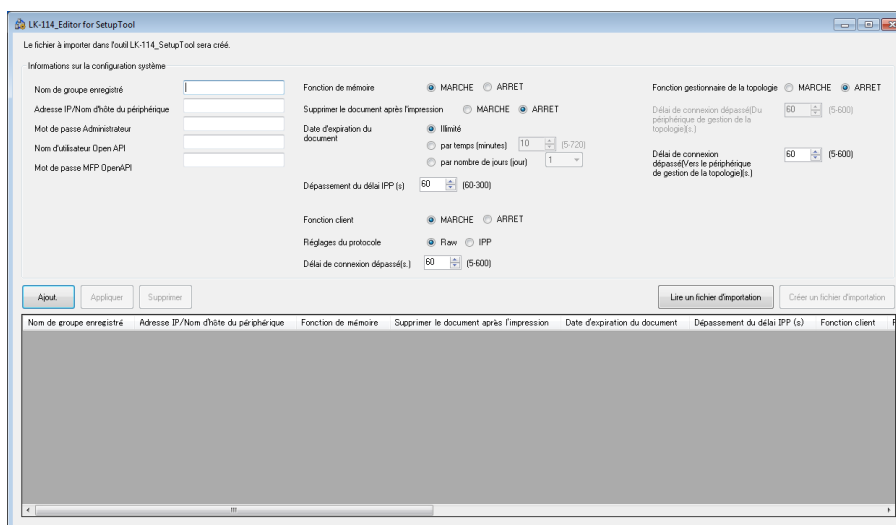 LK-114_Editor for SetupTool
Le fichier à importer dans l'outil LK-114_SetupTool sera créé.
Informations sur la configuration système
Nom de groupe enregistré
Adresse IP/Nom d'hôte du périphérique
Mot de passe Administrateur
Nom d'utilisateur Open API
Mot de passe MFP OpenAPI
Fonction de mémoire MARCHE ARRET
Supprimer le document après l'impression MARCHE ARRET
Date d'expiration du
document
Illimité
par temps (minutes) 10 (5-720)
par nombre de jours (jour) 1
Dépassement du délai IPP (s) 60 (60-300)
Fonction client MARCHE ARRET
Réglages du protocole Raw IPP
Délai de connexion dépassé(s.) 60 (5-600)
Fonction gestionnaire de la topologie MARCHE ARRET
Délai de connexion dépassé(Du
périphérique de gestion de la
topologie)(s.)
60 (5-600)
Délai de connexion
dépassé(Vers le périphérique
de gestion de la topologie)(s.)
60 (5-600)
Ajout. Appliquer Supprimer Lire un fichier d'importation Créer un fichier d'importation
Nom de groupe enregistré Adresse IP/Nom d'hôte du périphérique Fonction de mémoire Supprimer le document après l'impression Date d'expiration du document Dépassement du délai IPP (s) Fonction client